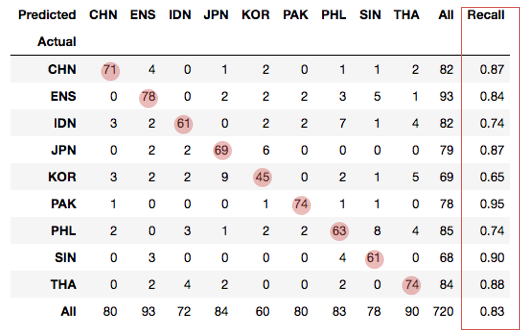 Predicted CHN ENS IDN JPN KOR PAK PHL SIN THA All Recall
Actual
CHN 71 4 0 1 2 0 1 1 2 82 0.87
ENS 0 78 0 2 2 2 3 5 1 93 0.84
IDN 3 2 61 0 2 2 7 1 4 82 0.74
JPN 0 2 2 69 6 0 0 0 0 79 0.87
KOR 3 2 2 9 45 0 2 1 5 69 0.65
PAK 1 0 0 0 1 74 1 1 0 78 0.95
PHL 2 0 3 1 2 2 63 8 4 85 0.74
SIN 0 3 0 0 0 0 4 61 0 68 0.90
THA 0 2 4 2 0 0 2 0 74 84 0.88
All 80 93 72 84 60 80 83 78 90 720 0.83